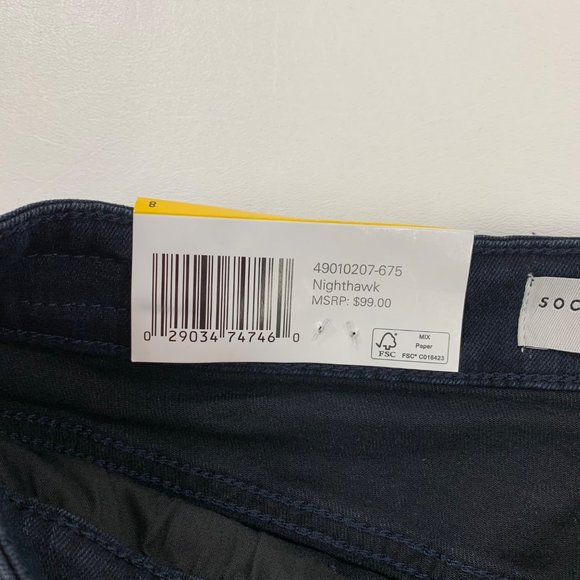 8
49010207-675
Nighthawk
MSRP: $99.00
0 29034 74746 0
FSC
MIX
Paper
FSC® C016423
SOC